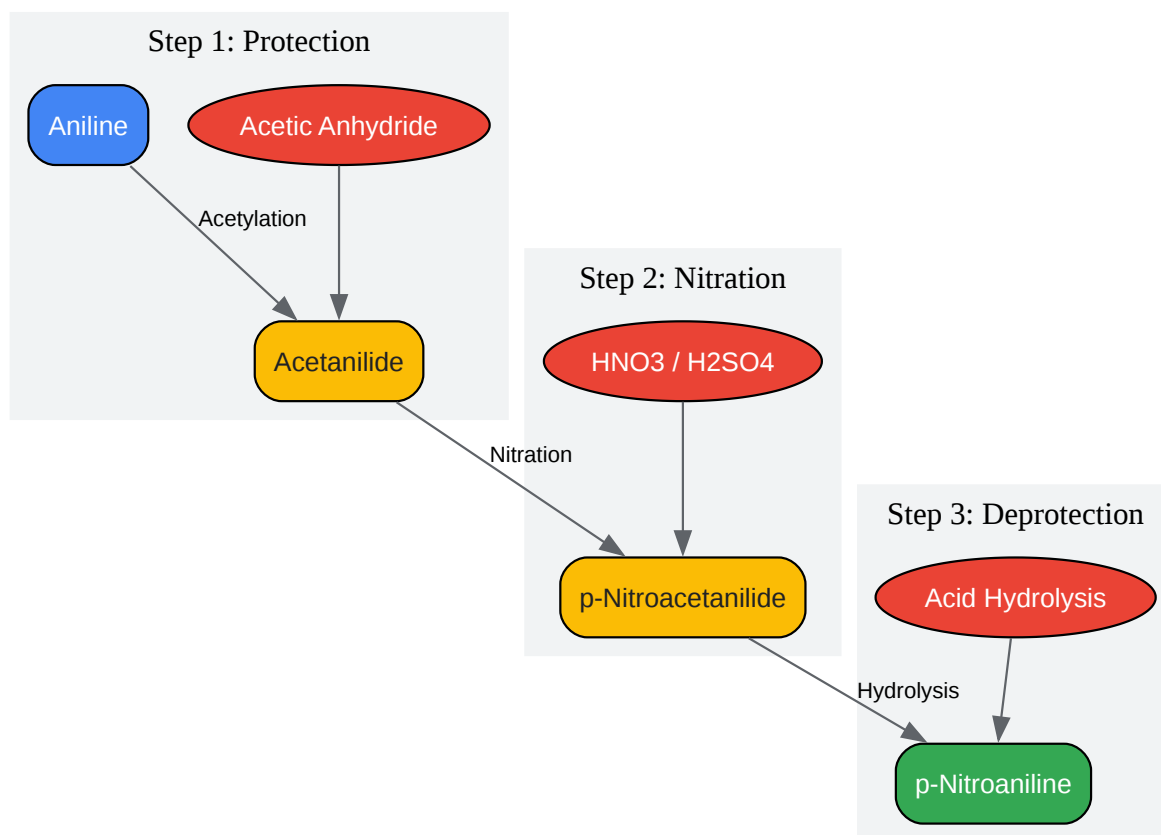 Step 1: Protection
Aniline
Acetic Anhydride
Acetylation
Acetanilide
Step 2: Nitration
HNO3 / H2SO4
Nitration
p-Nitroacetanilide
Step 3: Deprotection
Acid Hydrolysis
Hydrolysis
p-Nitroaniline